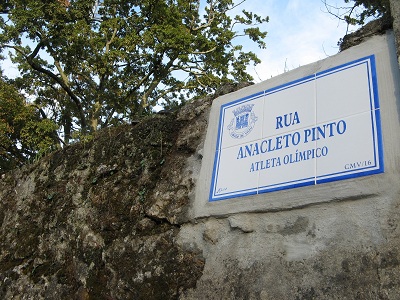 RUA
ANACLETO PINTO
ATLETA OLÍMPICO
CMV/16